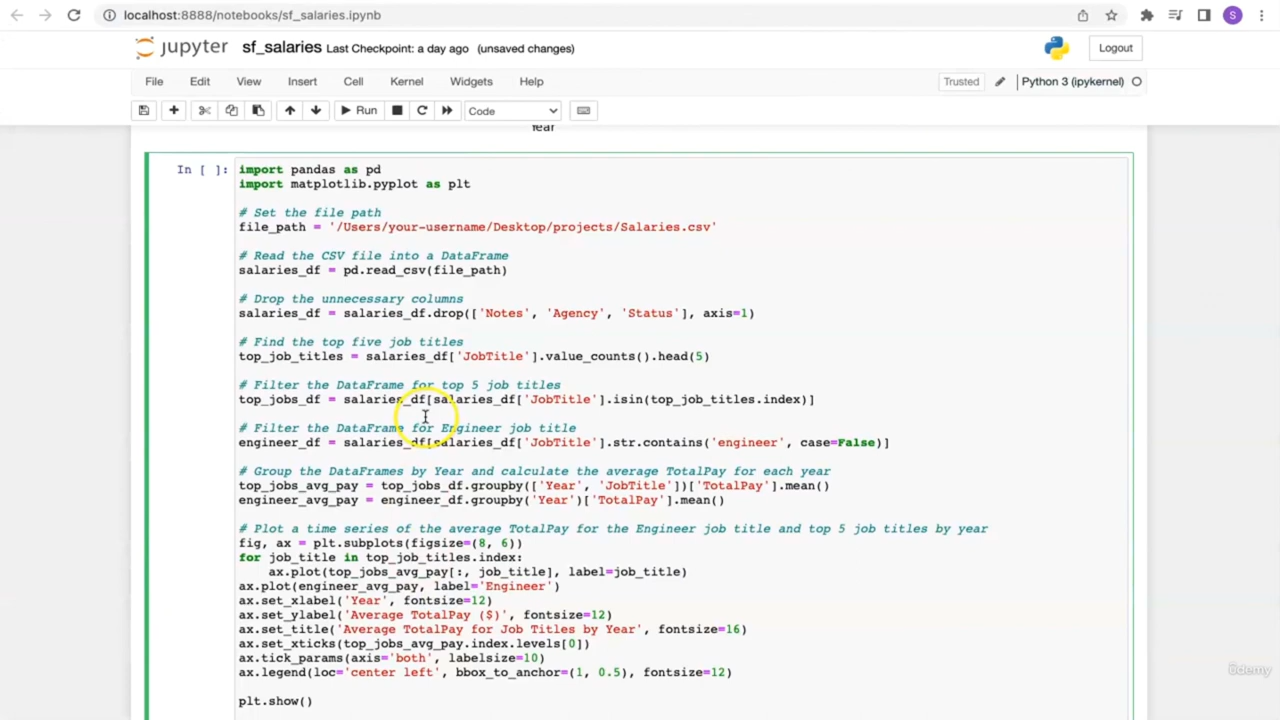 localhost:8888/notebooks/sf_salaries.ipynb
S
jupyter sf_salaries Last Checkpoint: a day ago (unsaved changes)
Logout
File Edit View Insert Cell Kernel Widgets Help
Trusted Python 3 (ipykernel)
Run Code
Year
In [ ]:
import pandas as pd
import matplotlib.pyplot as plt
# Set the file path
file_path = '/Users/your-username/Desktop/projects/Salaries.csv'
# Read the CSV file into a DataFrame
salaries_df = pd.read_csv(file_path)
# Drop the unnecessary columns
salaries_df = salaries_df.drop(['Notes', 'Agency', 'Status'], axis=1)
# Find the top five job titles
top_job_titles = salaries_df['JobTitle'].value_counts().head(5)
# Filter the DataFrame for top 5 job titles
top_jobs_df = salaries_df[salaries_df['JobTitle'].isin(top_job_titles.index)]
# Filter the DataFrame for Engineer job title
engineer_df = salaries_df[salaries_df['JobTitle'].str.contains('engineer', case=False)]
# Group the DataFrames by Year and calculate the average TotalPay for each year
top_jobs_avg_pay = top_jobs_df.groupby(['Year', 'JobTitle'])['TotalPay'].mean()
engineer_avg_pay = engineer_df.groupby('Year')['TotalPay'].mean()
# Plot a time series of the average TotalPay for the Engineer job title and top 5 job titles by year
fig, ax = plt.subplots(figsize=(8, 6))
for job_title in top_job_titles.index:
    ax.plot(top_jobs_avg_pay[:, job_title], label=job_title)
ax.plot(engineer_avg_pay, label='Engineer')
ax.set_xlabel('Year', fontsize=12)
ax.set_ylabel('Average TotalPay ($)', fontsize=12)
ax.set_title('Average TotalPay for Job Titles by Year', fontsize=16)
ax.set_xticks(top_jobs_avg_pay.index.levels[0])
ax.tick_params(axis='both', labelsize=10)
ax.legend(loc='center left', bbox_to_anchor=(1, 0.5), fontsize=12)
plt.show()
ûdemy